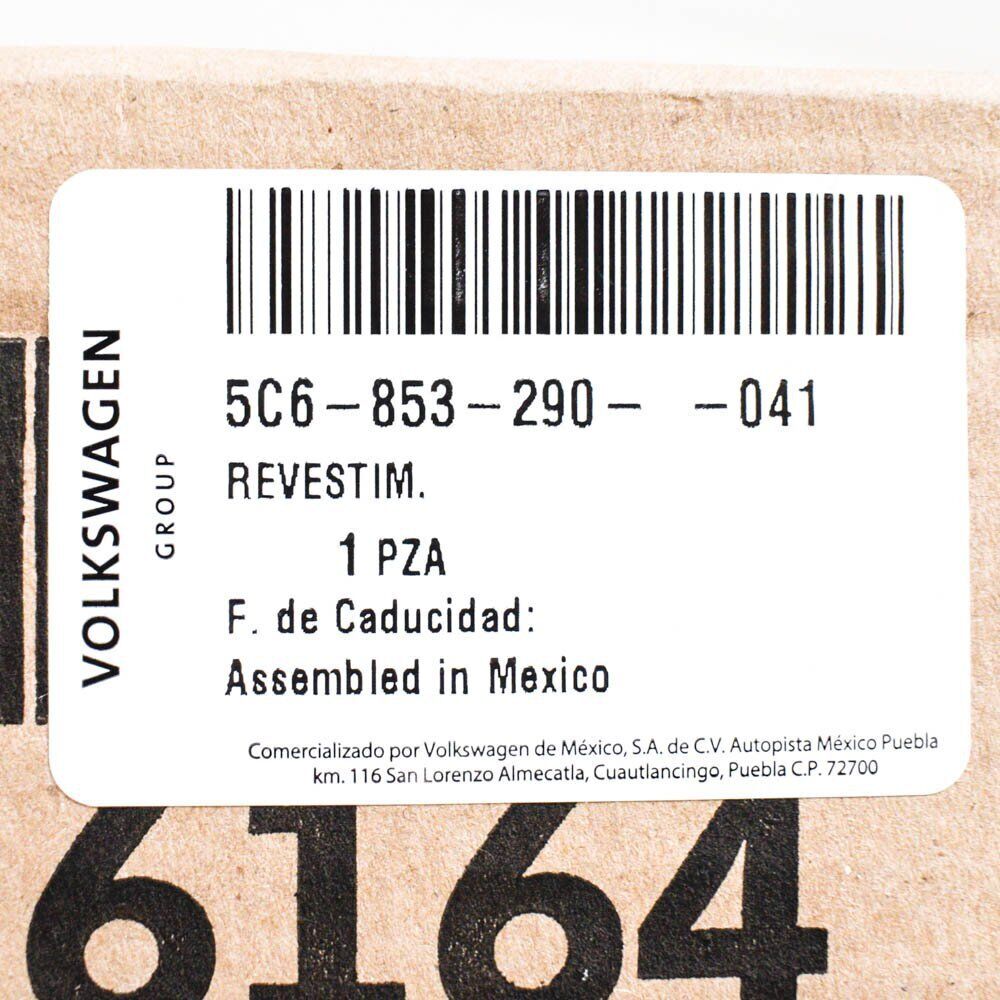 VOLKSWAGEN
GROUP
5C6-853-290- -041
REVESTIM.
1 PZA
F. de Caducidad:
Assembled in Mexico
Comercializado por Volkswagen de México, S.A. de C.V. Autopista México Puebla
km. 116 San Lorenzo Almecatla, Cuautlancingo, Puebla C.P. 72700
6164